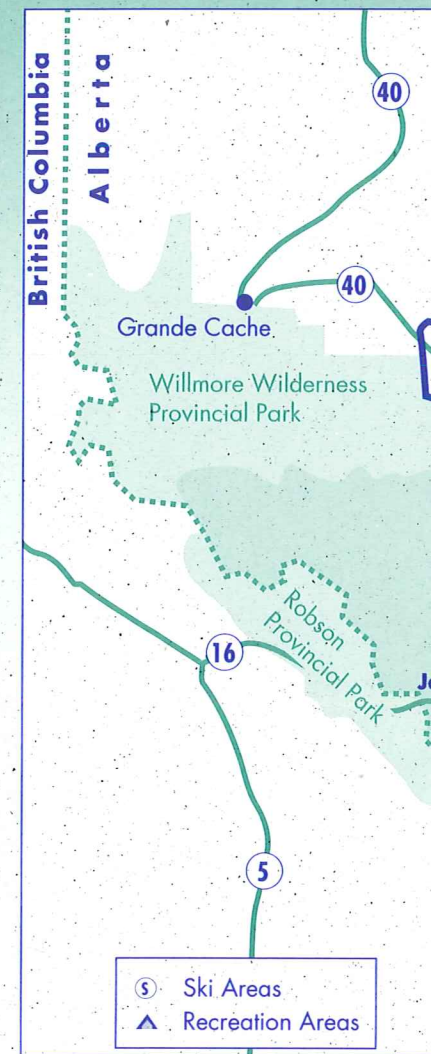 British Columbia
Alberta
40
40
Grande Cache
Willmore Wilderness
Provincial Park
Robson
Provincial Park
16
5
S Ski Areas
Recreation Areas